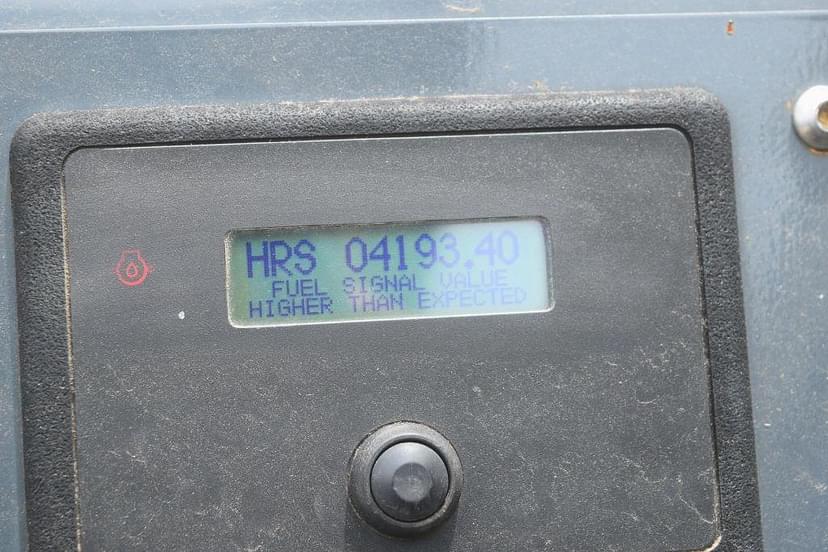 HRS 04193.40
FUEL SIGNAL VALUE
HIGHER THAN EXPECTED